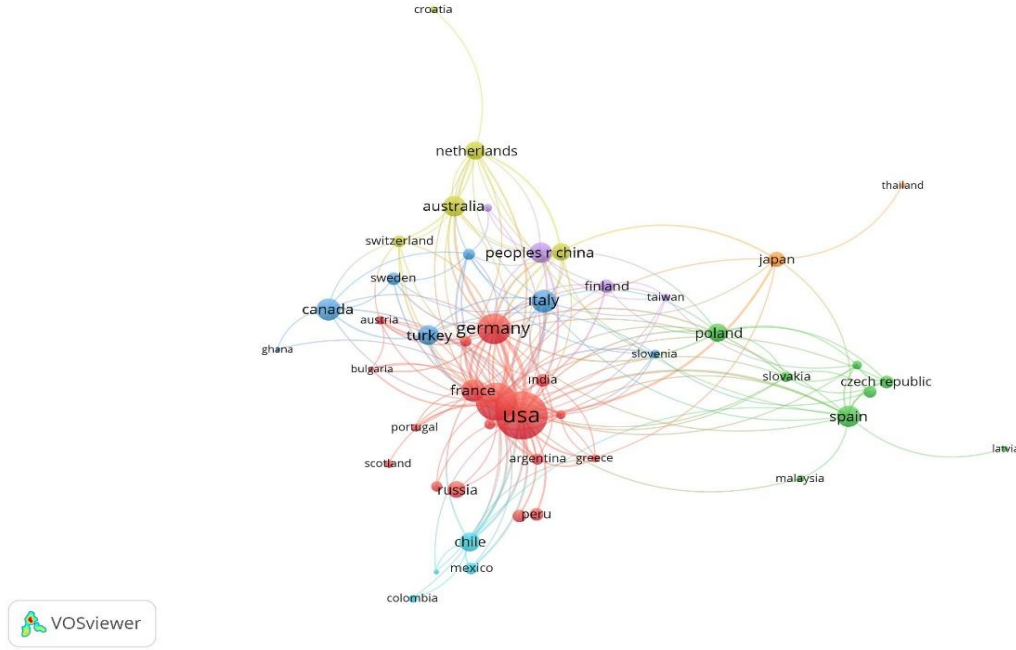 croatia
netherlands
thailand
australia
switzerland
peoples r china
japan
sweden
finland
taiwan
italy
canada
austria
germany
turkey
poland
ghana
slovenia
bulgaria
india
slovakia
czech republic
france
usa
spain
portugal
latvia
scotland
argentina
greece
malaysia
russia
peru
chile
mexico
colombia
VOSviewer